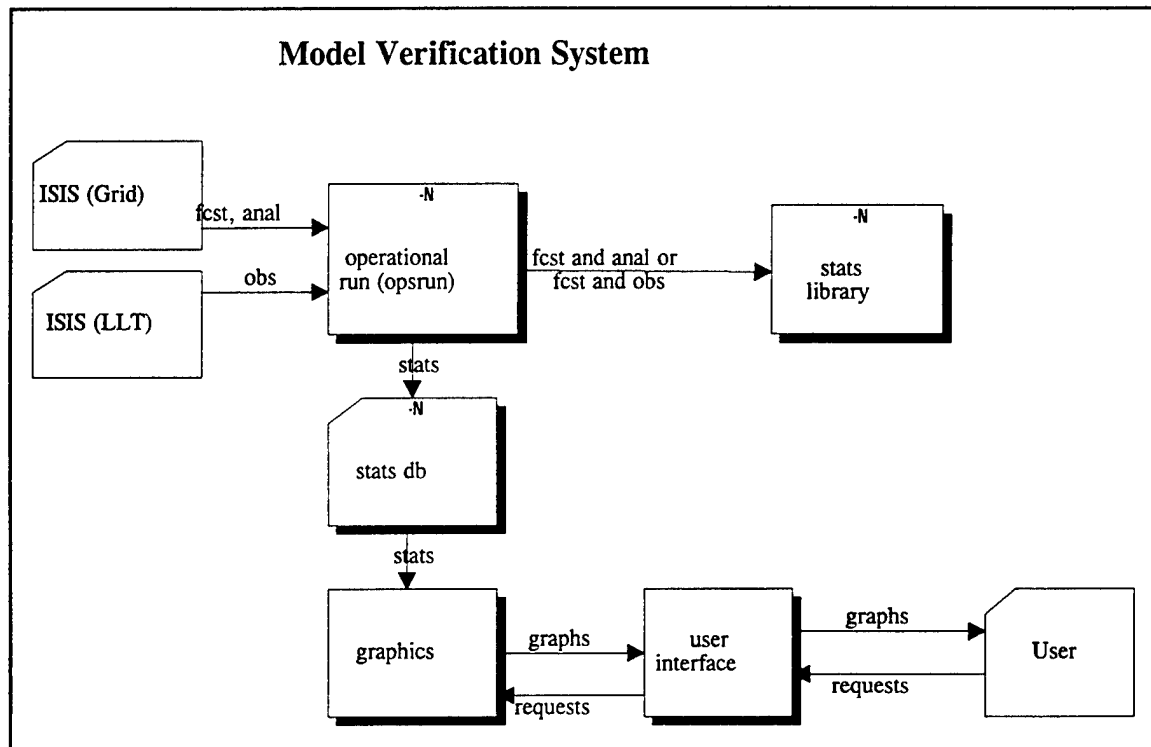 Model Verification System
ISIS (Grid)
fcst, anal
ISIS (LLT)
obs
-N
operational
run (opsrun)
fcst and anal or
fcst and obs
-N
stats
library
stats
-N
stats db
stats
graphics
graphs
requests
user
interface
graphs
requests
User